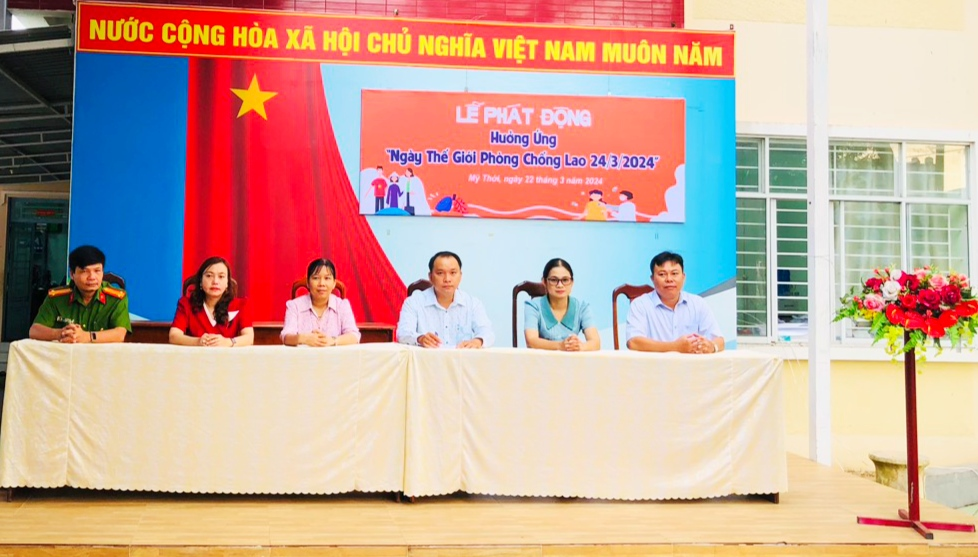 NƯỚC CỘNG HÒA XÃ HỘI CHỦ NGHĨA VIỆT NAM MUÔN NĂM
LỄ PHÁT ĐỘNG
Hưởng Ứng
"Ngày Thế Giới Phòng Chống Lao 24/3/2024"
Mỹ Thới, ngày 22 tháng 3 năm 2024